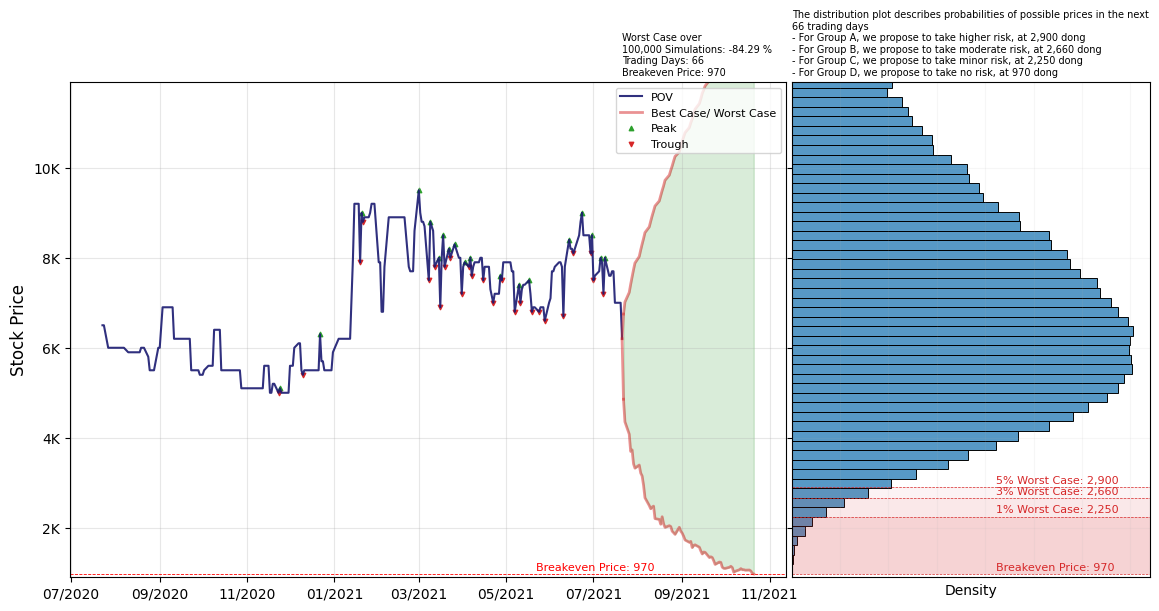 The distribution plot describes probabilities of possible prices in the next
66 trading days
- For Group A, we propose to take higher risk, at 2,900 dong
- For Group B, we propose to take moderate risk, at 2,660 dong
- For Group C, we propose to take minor risk, at 2,250 dong
- For Group D, we propose to take no risk, at 970 dong
Worst Case over
100,000 Simulations: -84.29 %
Trading Days: 66
Breakeven Price: 970
POV
Best Case/ Worst Case
Peak
Trough
Stock Price
10K
8K
6K
4K
2K
Breakeven Price: 970
07/2020
09/2020
11/2020
01/2021
03/2021
05/2021
07/2021
09/2021
11/2021
5% Worst Case: 2,900
3% Worst Case: 2,660
1% Worst Case: 2,250
Breakeven Price: 970
Density